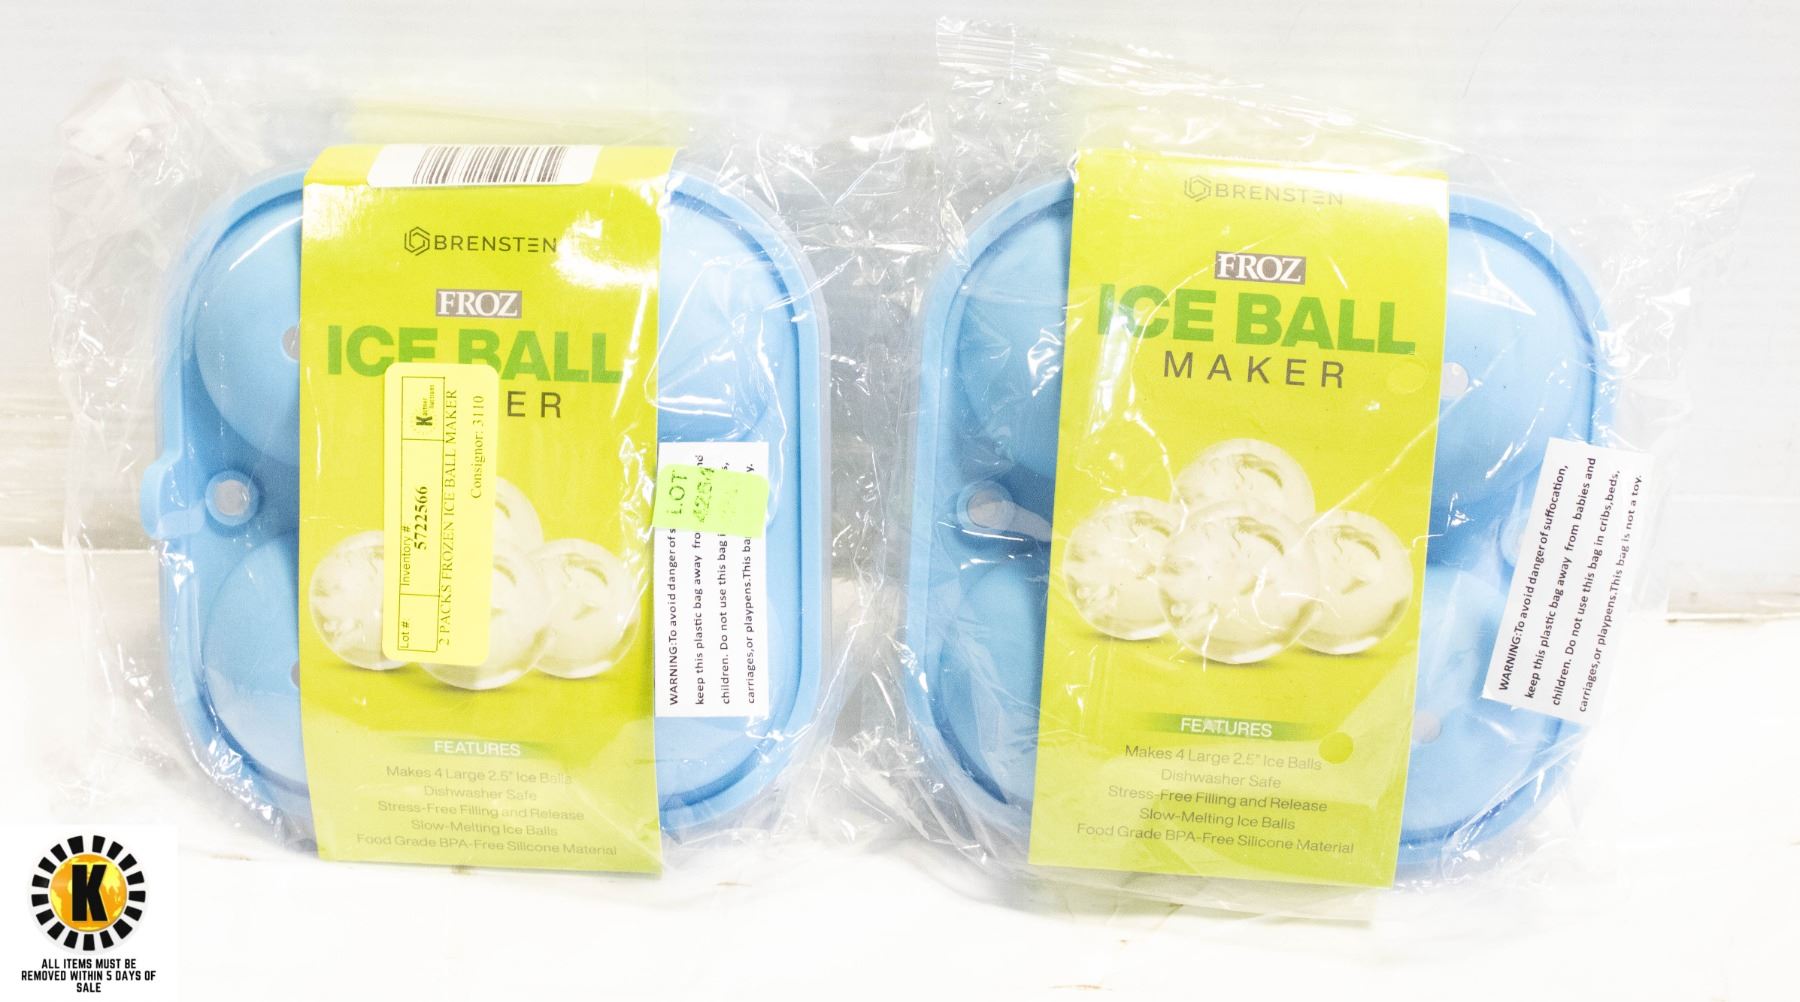 BRENSTEN
FROZ
ICE BALL
ER
Lot #
Inventory #
5722566
2 PACKS FROZEN ICE BALL MAKER
Consignor: 3110
LOT
WARNING:To avoid danger of s
keep this plastic bag away fro
children. Do not use this bag i
carriages,or playpens.This ba
FEATURES
Makes 4 Large 2.5" Ice Balls
Dishwasher Safe
Stress-Free Filling and Release
Slow-Melting Ice Balls
Food Grade BPA-Free Silicone Material
BRENSTEN
FROZ
ICE BALL
MAKER
WARNING:To avoid danger of suffocation,
keep this plastic bag away from babies and
children. Do not use this bag in cribs,beds,
carriages,or playpens.This bag is not a toy.
FEATURES
Makes 4 Large 2.5" Ice Balls
Dishwasher Safe
Stress-Free Filling and Release
Slow-Melting Ice Balls
Food Grade BPA-Free Silicone Material
K
ALL ITEMS MUST BE
REMOVED WITHIN 5 DAYS OF
SALE